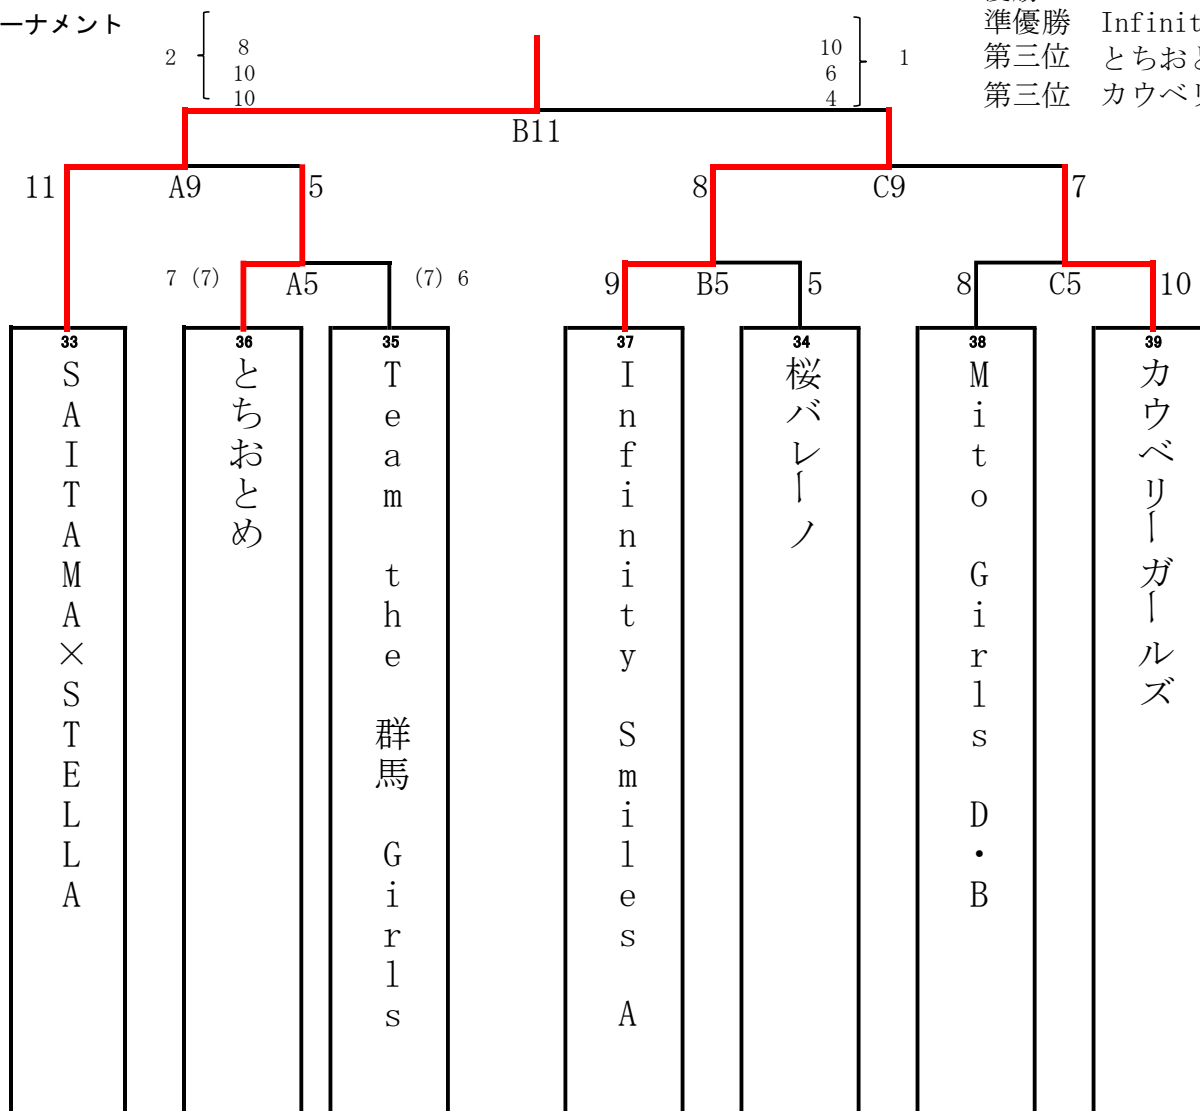 ーナメント
準優勝 Infinit
第三位 とちおと
第三位 カウベリ
2
8
10
10
10
6
4
1
B11
11
A9
5
8
C9
7
7 (7)
A5
(7) 6
9
B5
5
8
C5
10
33
SAITAMA×STELLA
36
とちおとめ
35
Team the 群馬 Girls
37
Infinity Smiles A
34
桜バレーノ
38
Mito Girls D・B
39
カウベリーガールズ